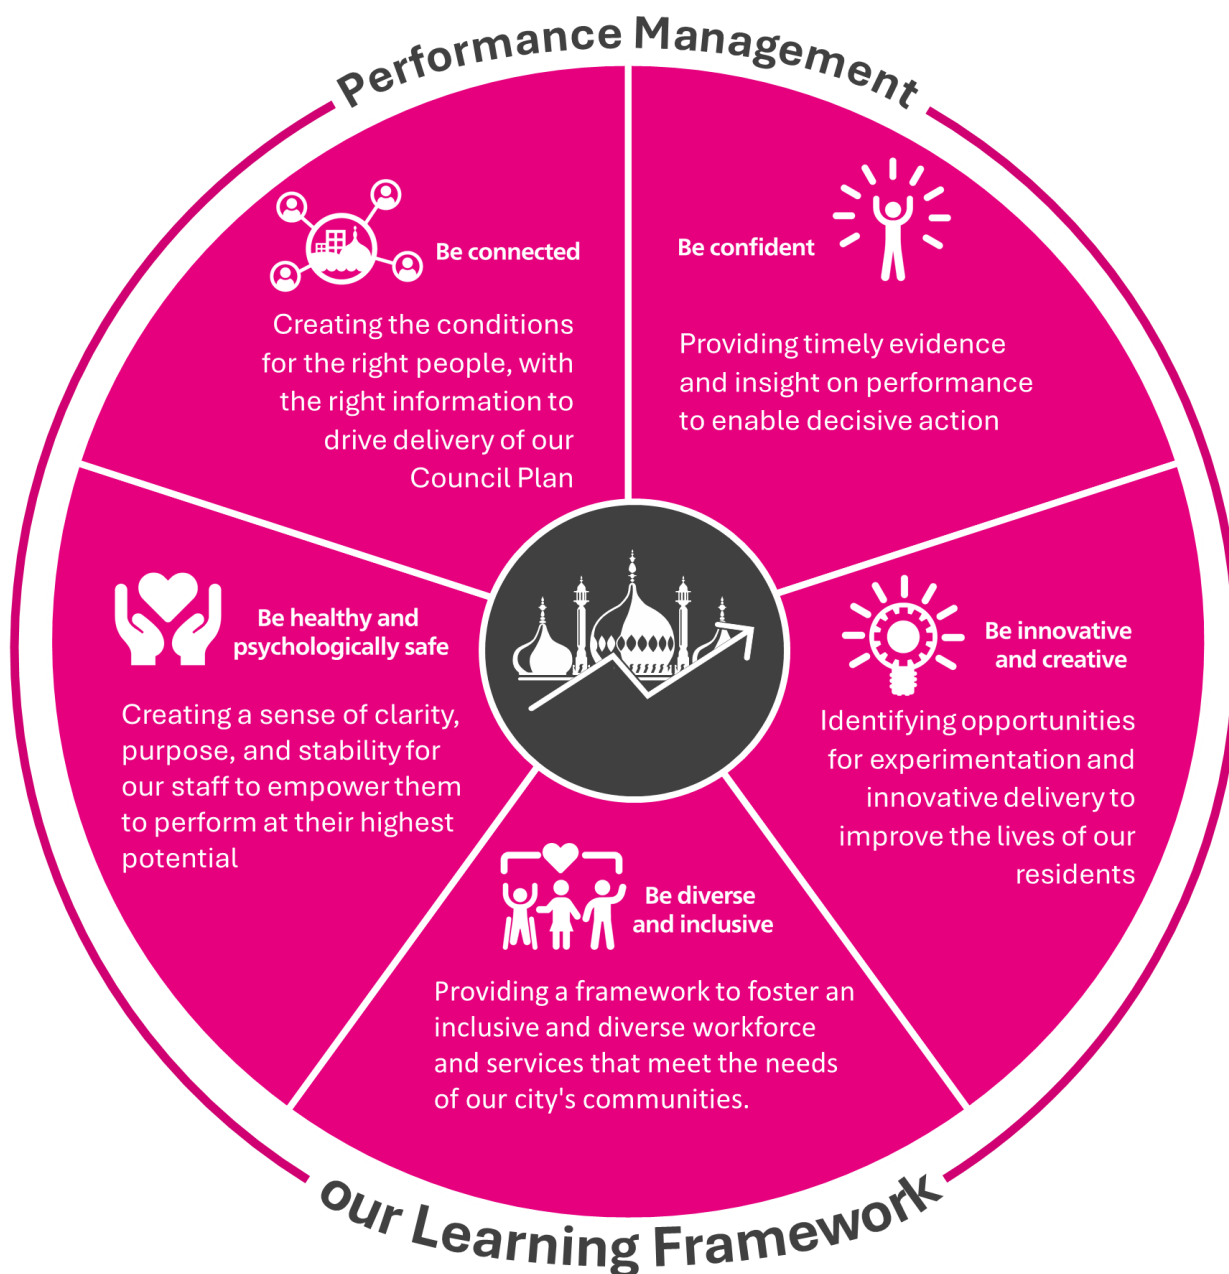 Performance Management
Be connected
Creating the conditions
for the right people, with
the right information to
drive delivery of our
Council Plan
Be confident
Providing timely evidence
and insight on performance
to enable decisive action
Be healthy and
psychologically safe
Creating a sense of clarity,
purpose, and stability for
our staff to empower them
to perform at their highest
potential
Be innovative
and creative
Identifying opportunities
for experimentation and
innovative delivery to
improve the lives of our
residents
Be diverse
and inclusive
Providing a framework to foster an
inclusive and diverse workforce
and services that meet the needs
of our city's communities.
our Learning Framework